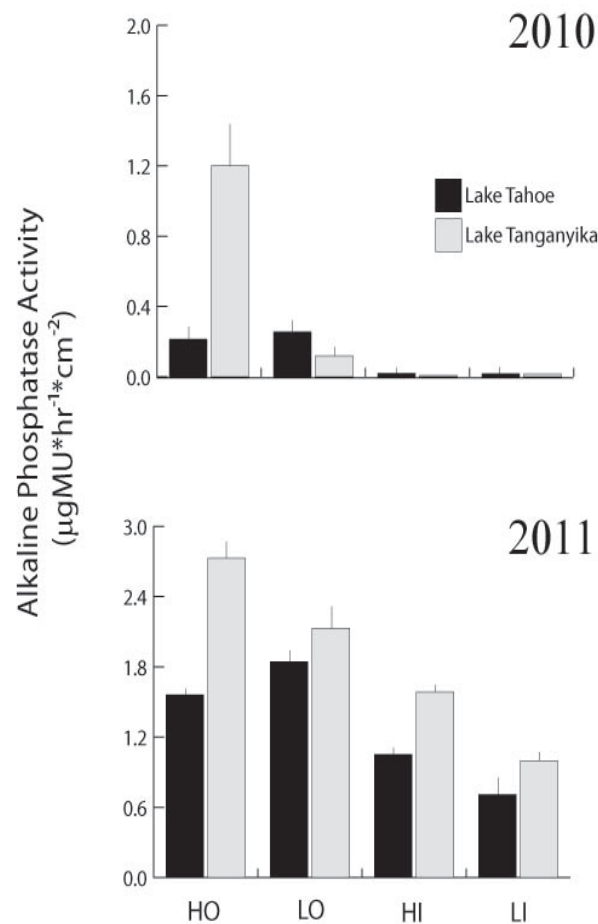 2010
2.0
1.6
1.2
0.8
0.4
0.0
Lake Tahoe
Lake Tanganyika
Alkaline Phosphatase Activity
(µgMU*hr⁻¹*cm⁻²)
2011
3.0
2.4
1.8
1.2
0.6
0.0
HO LO HI LI